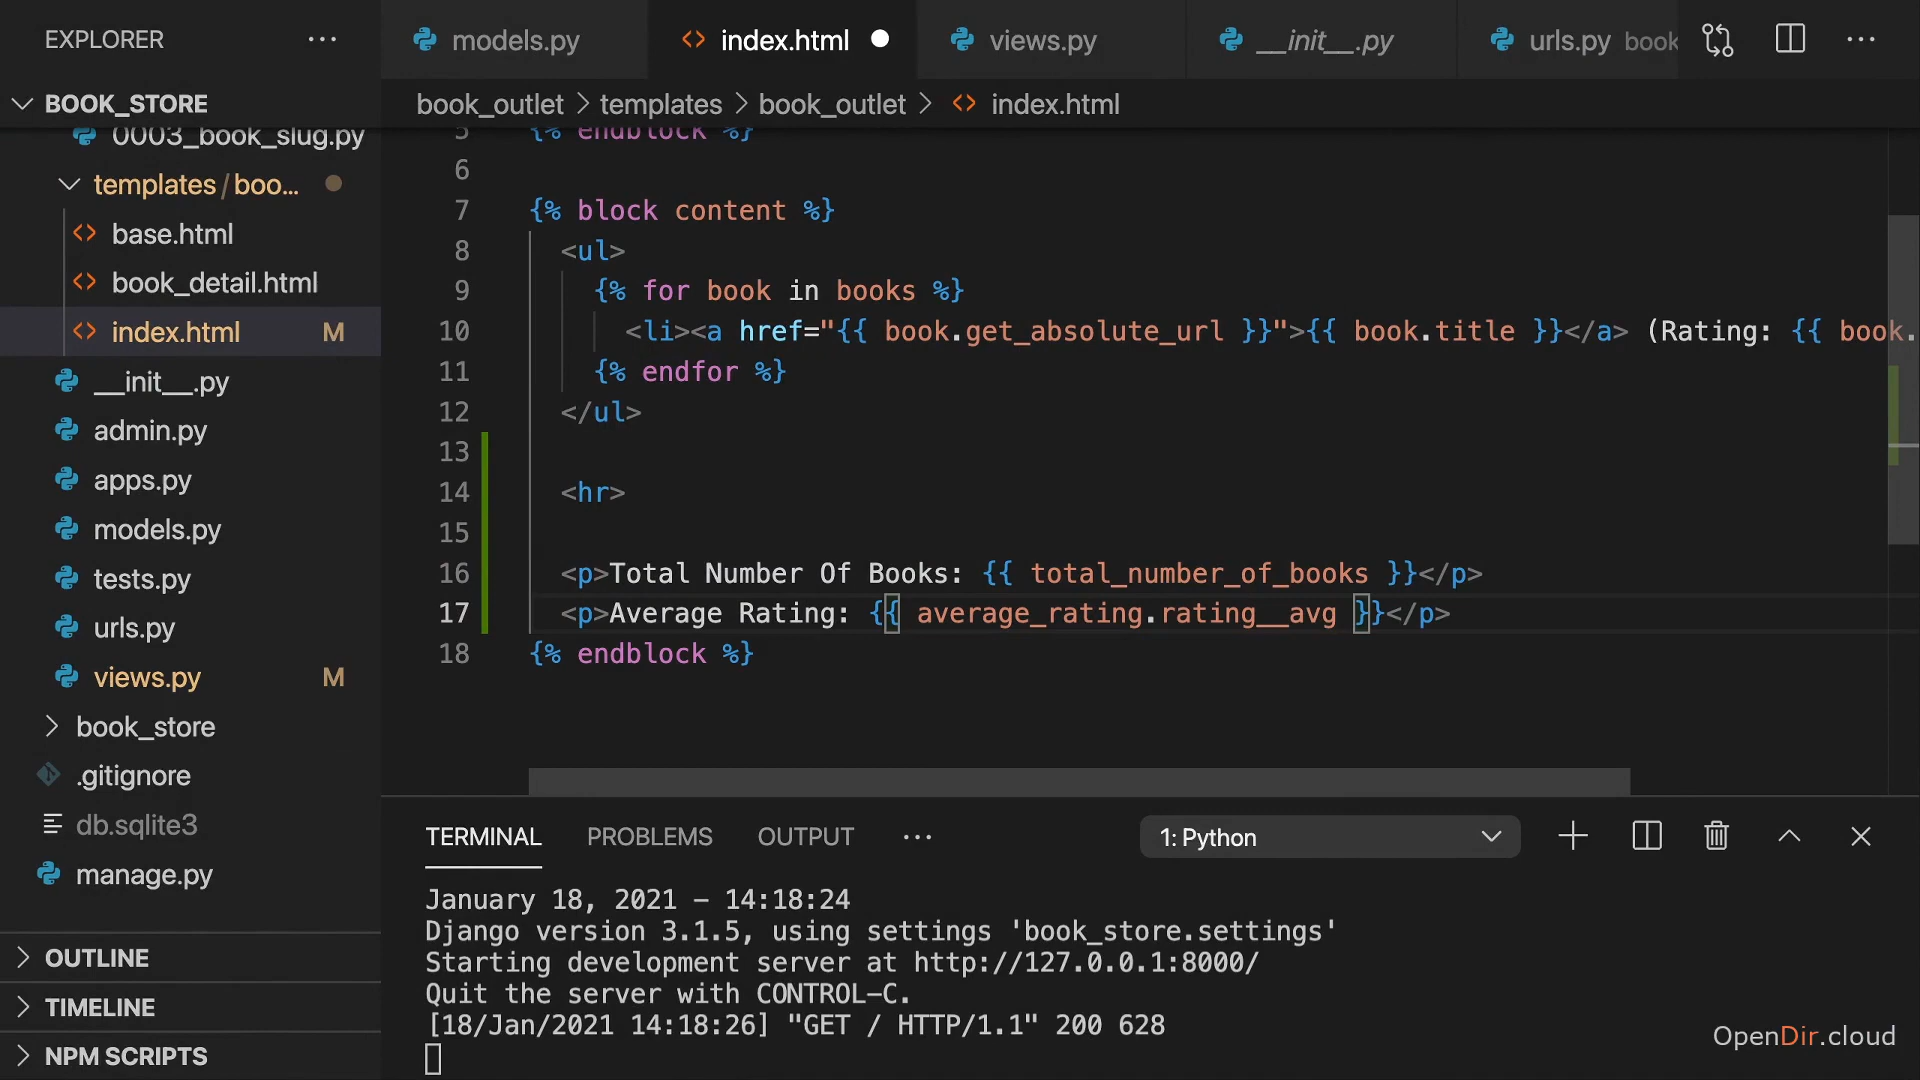 EXPLORER
BOOK_STORE
0003_book_slug.py
templates/boo...
base.html
book_detail.html
index.html M
__init__.py
admin.py
apps.py
models.py
tests.py
urls.py
views.py M
book_store
.gitignore
db.sqlite3
manage.py
OUTLINE
TIMELINE
NPM SCRIPTS
models.py index.html views.py __init__.py urls.py book
book_outlet > templates > book_outlet > index.html
5 {% endblock %}
6
7 {% block content %}
8 <ul>
9 {% for book in books %}
10 <li><a href="{{ book.get_absolute_url }}">{{ book.title }}</a> (Rating: {{ book.
11 {% endfor %}
12 </ul>
13
14 <hr>
15
16 <p>Total Number Of Books: {{ total_number_of_books }}</p>
17 <p>Average Rating: {{ average_rating.rating__avg }}</p>
18 {% endblock %}
TERMINAL PROBLEMS OUTPUT 1: Python
January 18, 2021 - 14:18:24
Django version 3.1.5, using settings 'book_store.settings'
Starting development server at http://127.0.0.1:8000/
Quit the server with CONTROL-C.
[18/Jan/2021 14:18:26] "GET / HTTP/1.1" 200 628
OpenDir.cloud